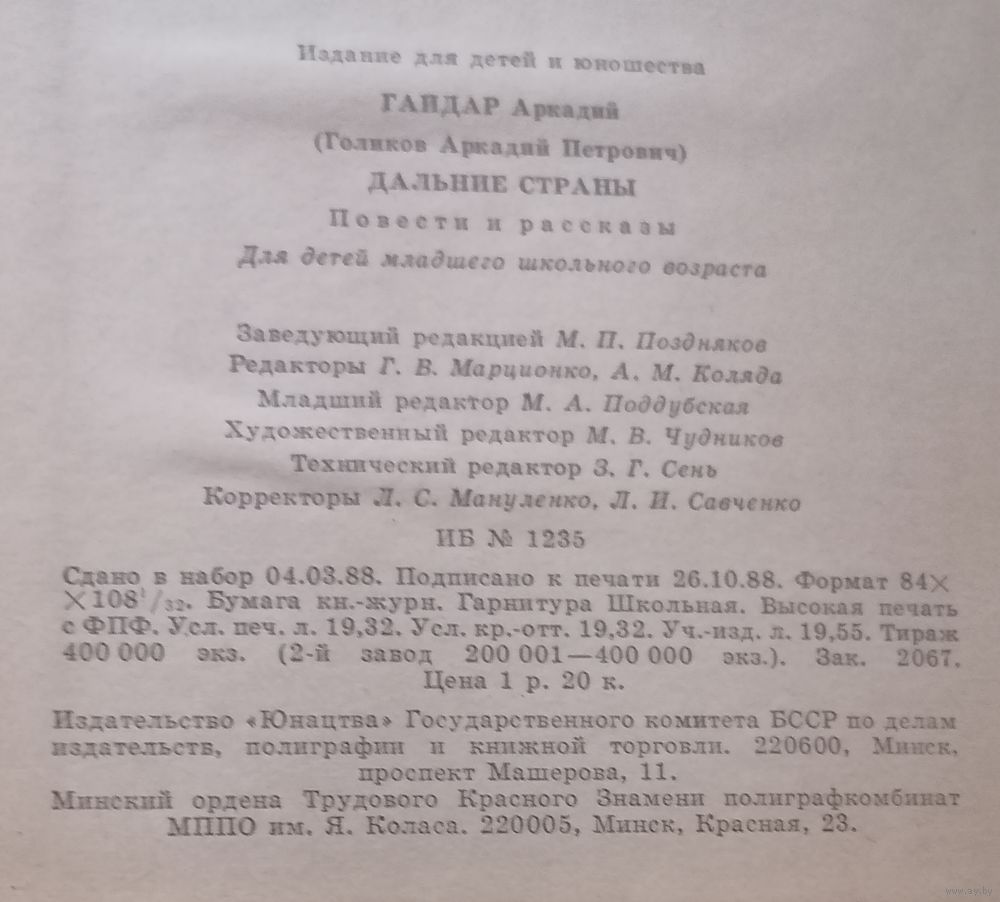 Издание для детей и юношества
ГАЙДАР Аркадий
(Голиков Аркадий Петрович)
ДАЛЬНИЕ СТРАНЫ
Повести и рассказы
Для детей младшего школьного возраста
Заведующий редакцией М. П. Поздняков
Редакторы Г. В. Марционко, А. М. Коляда
Младший редактор М. А. Поддубская
Художественный редактор М. В. Чудников
Технический редактор З. Г. Сень
Корректоры Л. С. Мануленко, Л. И. Савченко
ИБ № 1235
Сдано в набор 04.03.88. Подписано к печати 26.10.88. Формат 84×
×108¹/₃₂. Бумага кн.-журн. Гарнитура Школьная. Высокая печать
с ФПФ. Усл. печ. л. 19,32. Усл. кр.-отт. 19,32. Уч.-изд. л. 19,55. Тираж
400 000 экз. (2-й завод 200 001—400 000 экз.). Зак. 2067.
Цена 1 р. 20 к.
Издательство «Юнацтва» Государственного комитета БССР по делам
издательств, полиграфии и книжной торговли. 220600, Минск,
проспект Машерова, 11.
Минский ордена Трудового Красного Знамени полиграфкомбинат
МППО им. Я. Коласа. 220005, Минск, Красная, 23.
www.ay.by